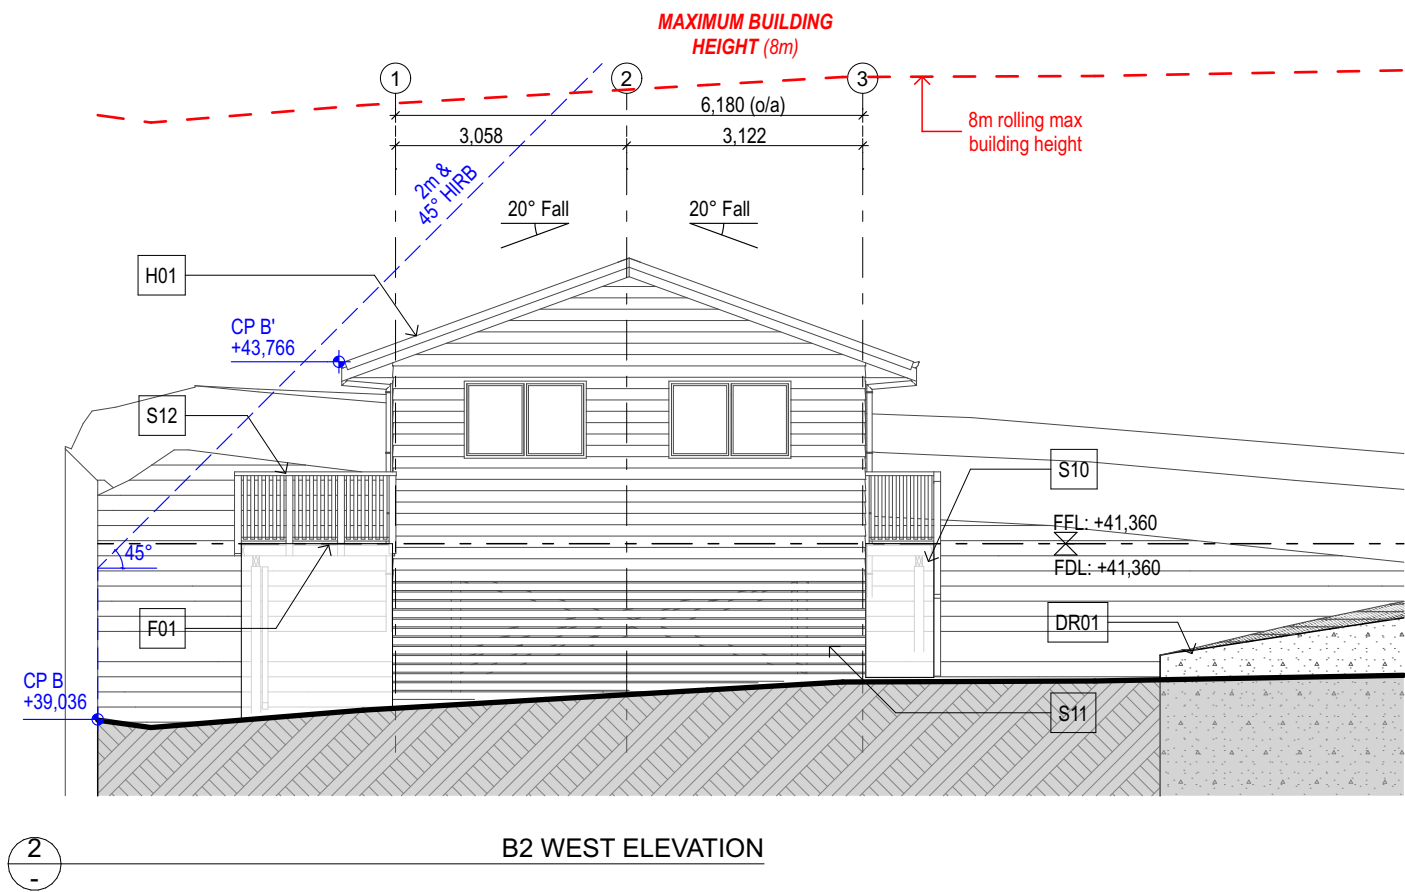 MAXIMUM BUILDING
HEIGHT (8m)
1
2
3
6,180 (o/a)
3,058
3,122
8m rolling max
building height
2m &
45° HIRB
20° Fall
20° Fall
H01
CP B'
+43,766
S12
S10
FFL: +41,360
45°
FDL: +41,360
F01
DR01
CP B
+39,036
S11
2
-
B2 WEST ELEVATION